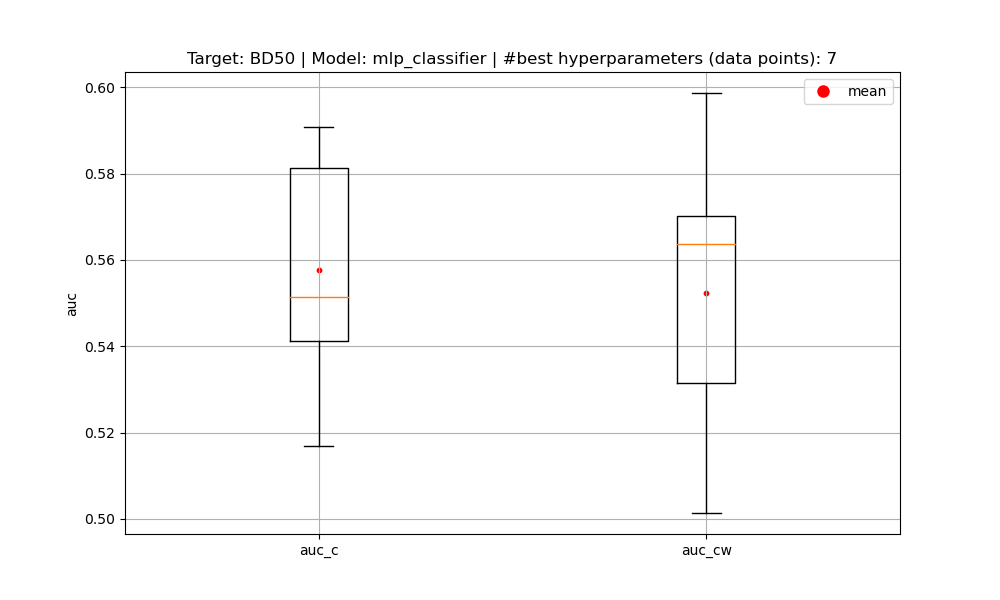 Target: BD50 | Model: mlp_classifier | #best hyperparameters (data points): 7
mean
0.60
0.58
0.56
0.54
0.52
0.50
auc
auc_c
auc_cw